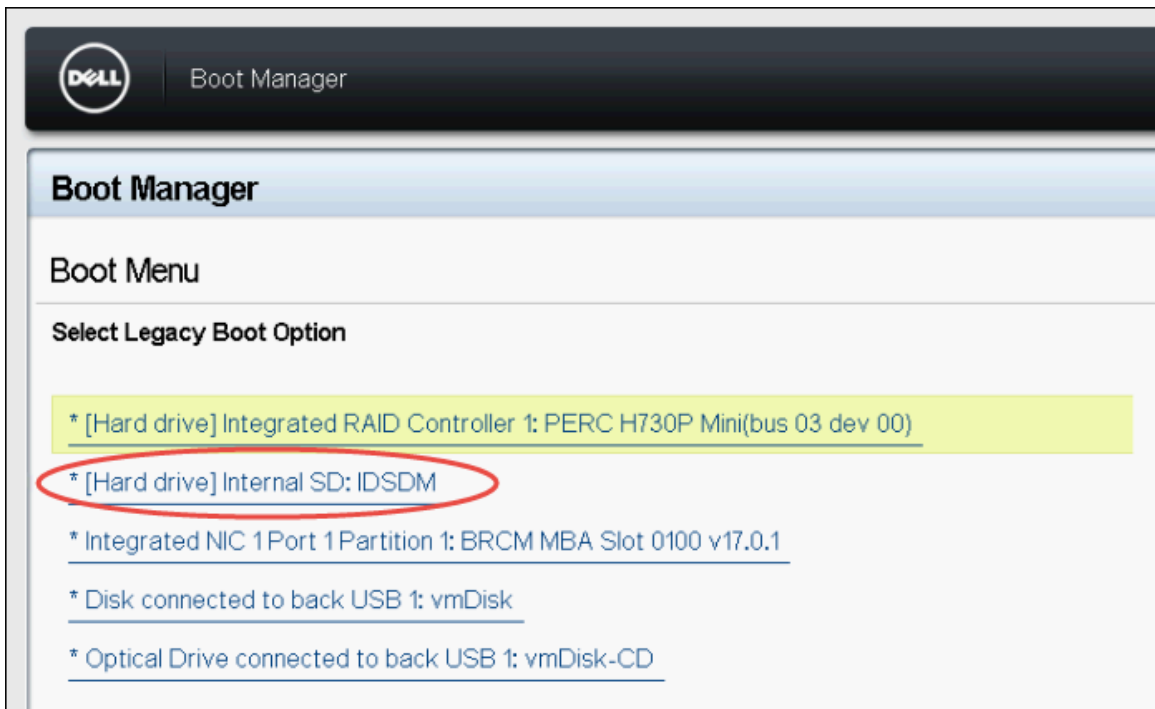 DELL
Boot Manager
Boot Manager
Boot Menu
Select Legacy Boot Option
* [Hard drive] Integrated RAID Controller 1: PERC H730P Mini(bus 03 dev 00)
* [Hard drive] Internal SD: IDSDM
* Integrated NIC 1 Port 1 Partition 1: BRCM MBA Slot 0100 v17.0.1
* Disk connected to back USB 1: vmDisk
* Optical Drive connected to back USB 1: vmDisk-CD